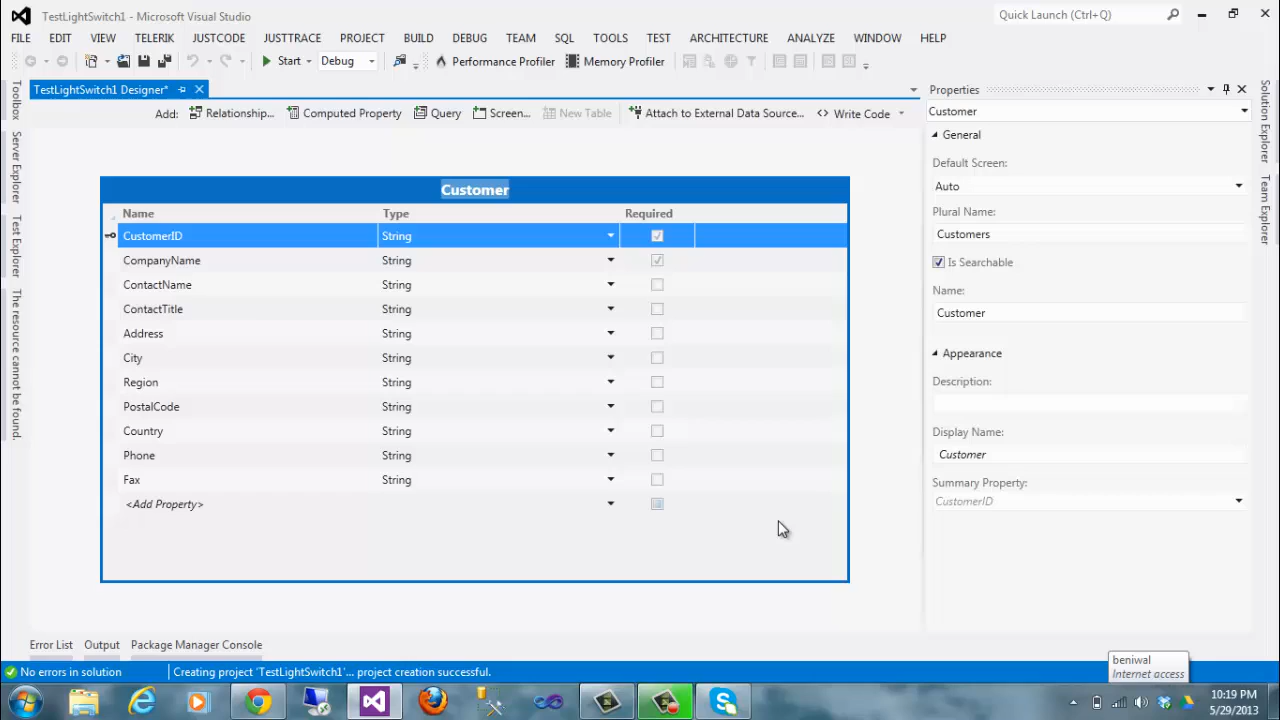 TestLightSwitch1 - Microsoft Visual Studio
Quick Launch (Ctrl+Q)
FILE EDIT VIEW TELERIK JUSTCODE JUSTTRACE PROJECT BUILD DEBUG TEAM SQL TOOLS TEST ARCHITECTURE ANALYZE WINDOW HELP
Start Debug Performance Profiler Memory Profiler
TestLightSwitch1 Designer*
Add: Relationship... Computed Property Query Screen... New Table Attach to External Data Source... <> Write Code
Toolbox
Server Explorer
Test Explorer
The resource cannot be found.
Customer
Name Type Required
CustomerID String
CompanyName String
ContactName String
ContactTitle String
Address String
City String
Region String
PostalCode String
Country String
Phone String
Fax String
<Add Property>
Properties
Customer
General
Default Screen:
Auto
Plural Name:
Customers
Is Searchable
Name:
Customer
Appearance
Description:
Display Name:
Customer
Summary Property:
CustomerID
Solution Explorer
Team Explorer
Error List Output Package Manager Console
No errors in solution Creating project 'TestLightSwitch1'... project creation successful.
beniwal
Internet access
10:19 PM
5/29/2013